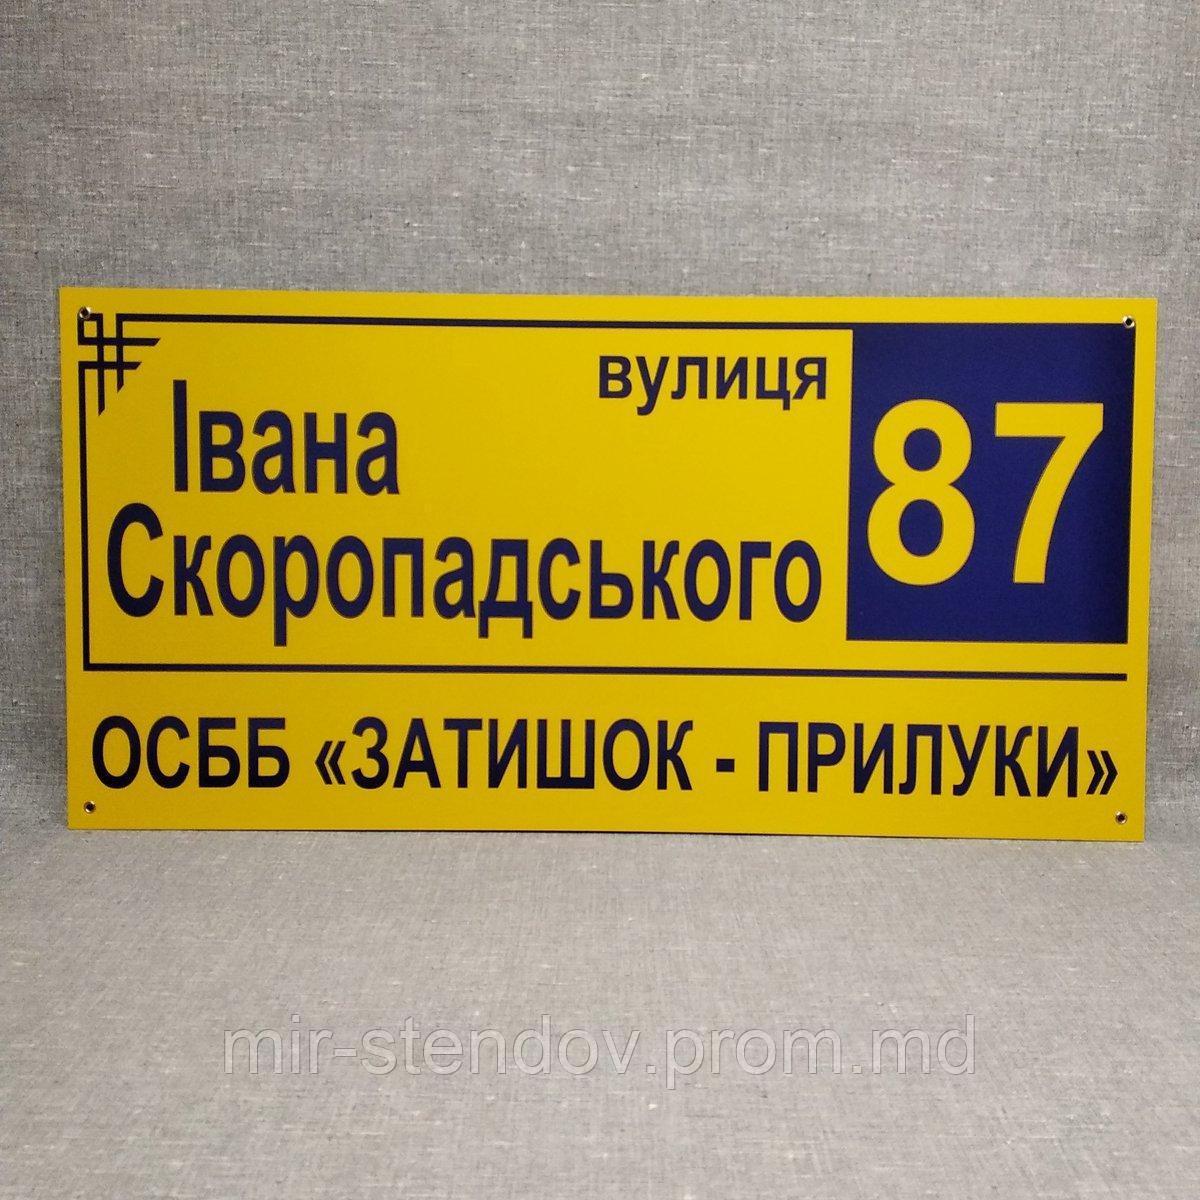 вулиця
Івана
Скоропадського
87
ОСББ «ЗАТИШОК - ПРИЛУКИ»
mir-stendov.prom.md